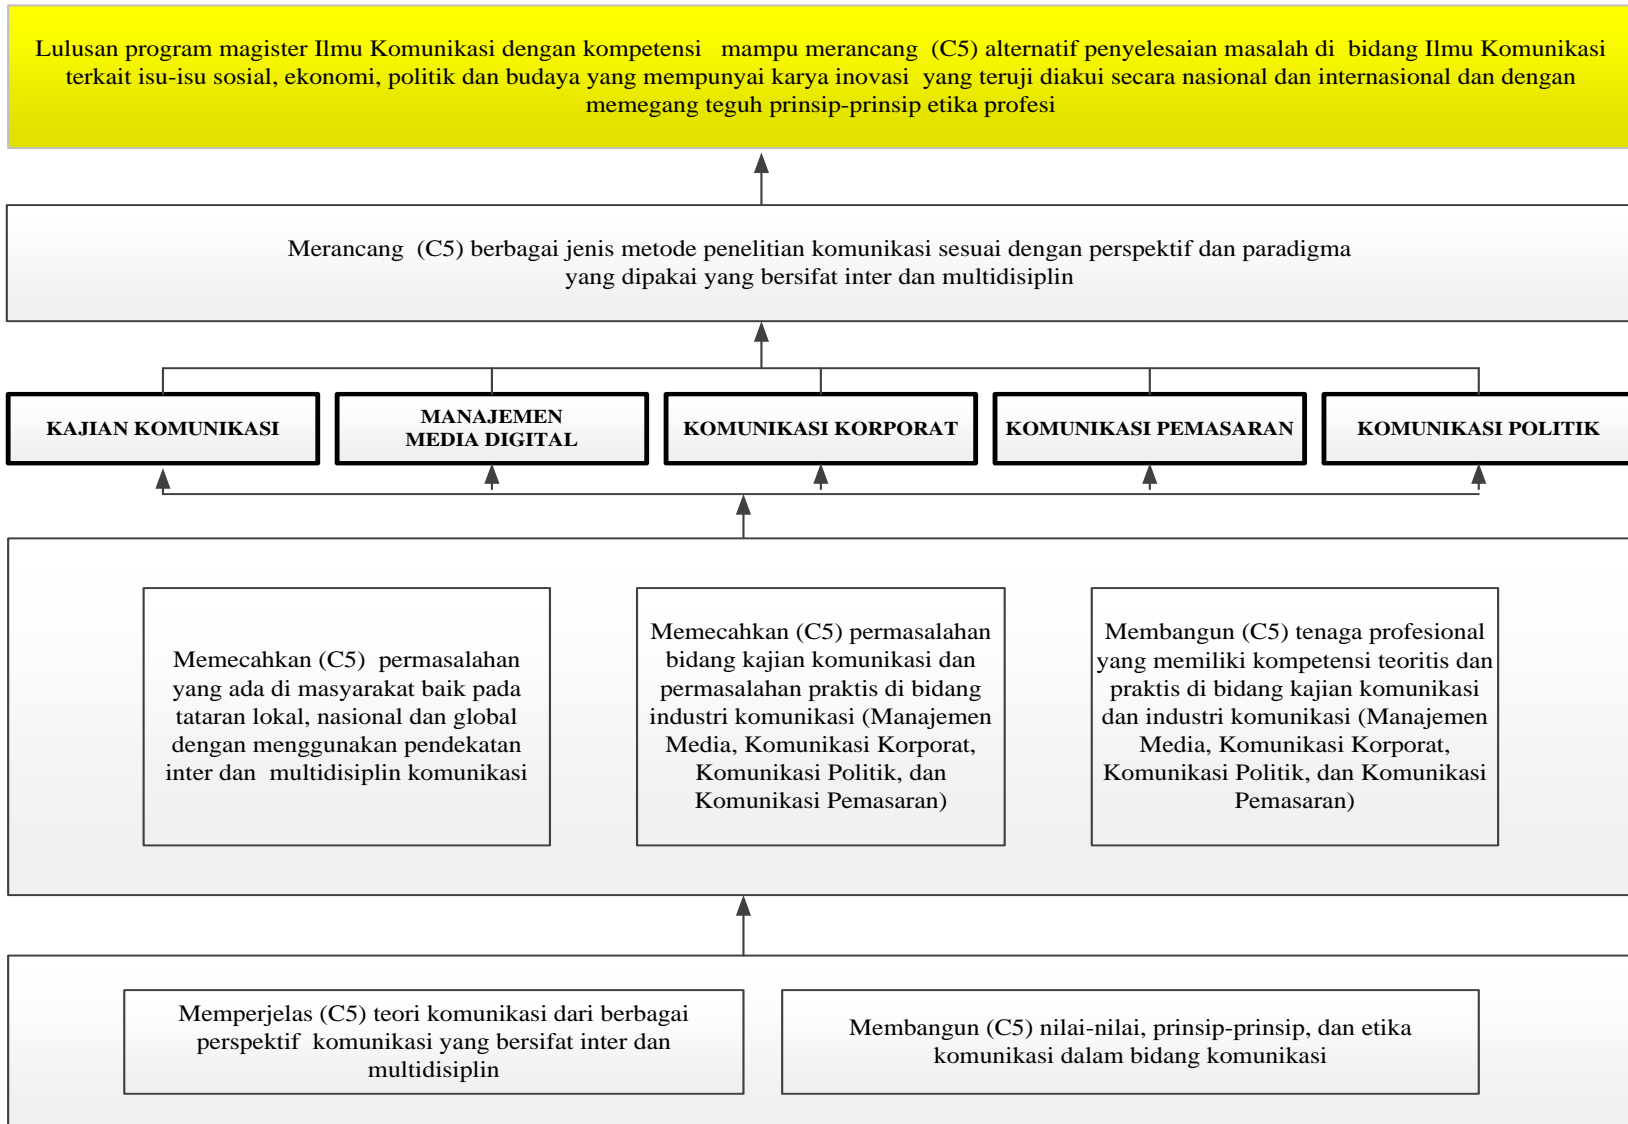 Lulusan program magister Ilmu Komunikasi dengan kompetensi mampu merancang (C5) alternatif penyelesaian masalah di bidang Ilmu Komunikasi
terkait isu-isu sosial, ekonomi, politik dan budaya yang mempunyai karya inovasi yang teruji diakui secara nasional dan internasional dan dengan
memegang teguh prinsip-prinsip etika profesi
Merancang (C5) berbagai jenis metode penelitian komunikasi sesuai dengan perspektif dan paradigma
yang dipakai yang bersifat inter dan multidisiplin
KAJIAN KOMUNIKASI
MANAJEMEN
MEDIA DIGITAL
KOMUNIKASI KORPORAT
KOMUNIKASI PEMASARAN
KOMUNIKASI POLITIK
Memecahkan (C5) permasalahan
yang ada di masyarakat baik pada
tataran lokal, nasional dan global
dengan menggunakan pendekatan
inter dan multidisiplin komunikasi
Memecahkan (C5) permasalahan
bidang kajian komunikasi dan
permasalahan praktis di bidang
industri komunikasi (Manajemen
Media, Komunikasi Korporat,
Komunikasi Politik, dan
Komunikasi Pemasaran)
Membangun (C5) tenaga profesional
yang memiliki kompetensi teoritis dan
praktis di bidang kajian komunikasi
dan industri komunikasi (Manajemen
Media, Komunikasi Korporat,
Komunikasi Politik, dan Komunikasi
Pemasaran)
Memperjelas (C5) teori komunikasi dari berbagai
perspektif komunikasi yang bersifat inter dan
multidisiplin
Membangun (C5) nilai-nilai, prinsip-prinsip, dan etika
komunikasi dalam bidang komunikasi